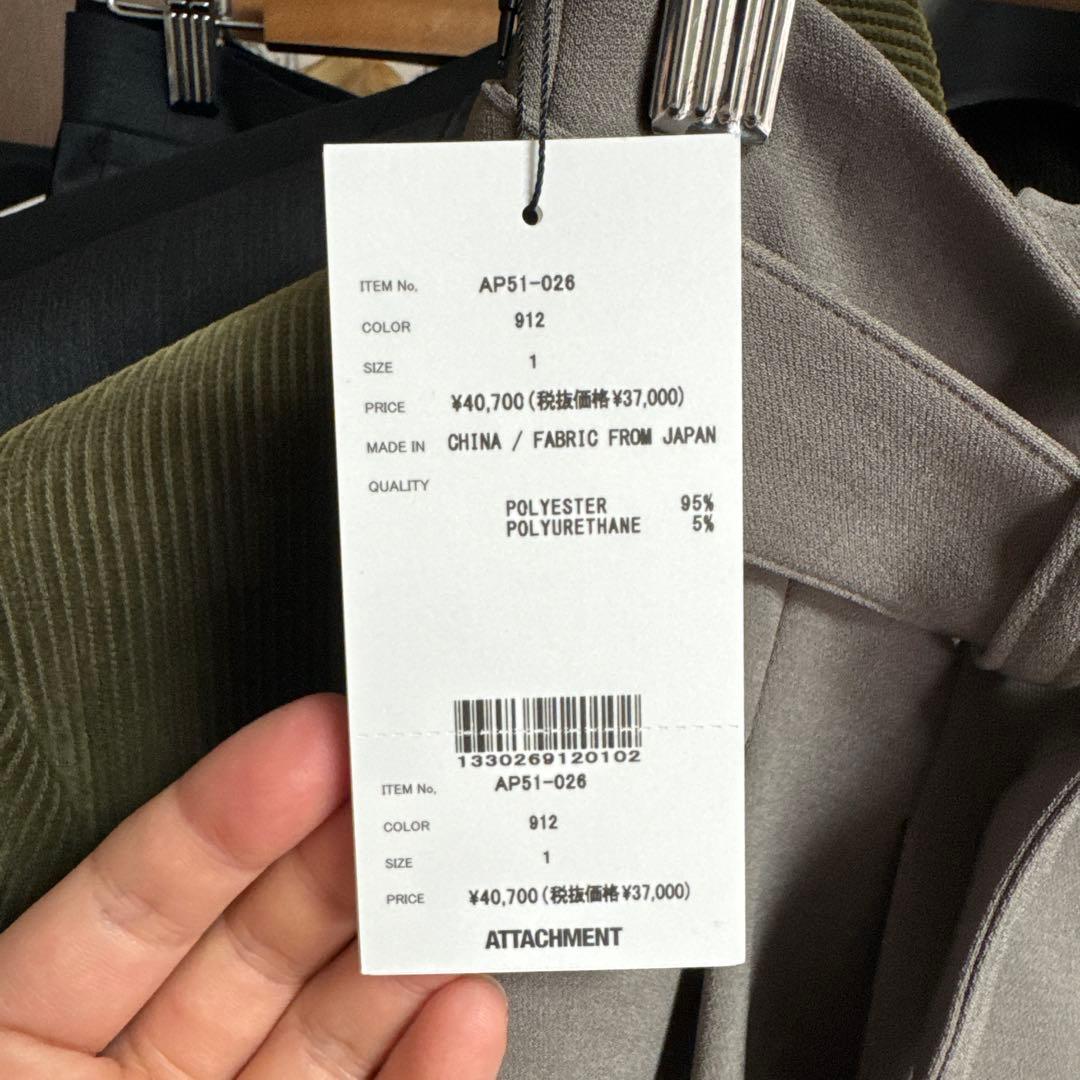 ITEM No. AP51-026
COLOR 912
SIZE 1
PRICE ¥40,700(税抜価格¥37,000)
MADE IN CHINA / FABRIC FROM JAPAN
QUALITY
POLYESTER 95%
POLYURETHANE 5%
1330269120102
ITEM No. AP51-026
COLOR 912
SIZE 1
PRICE ¥40,700(税抜価格¥37,000)
ATTACHMENT